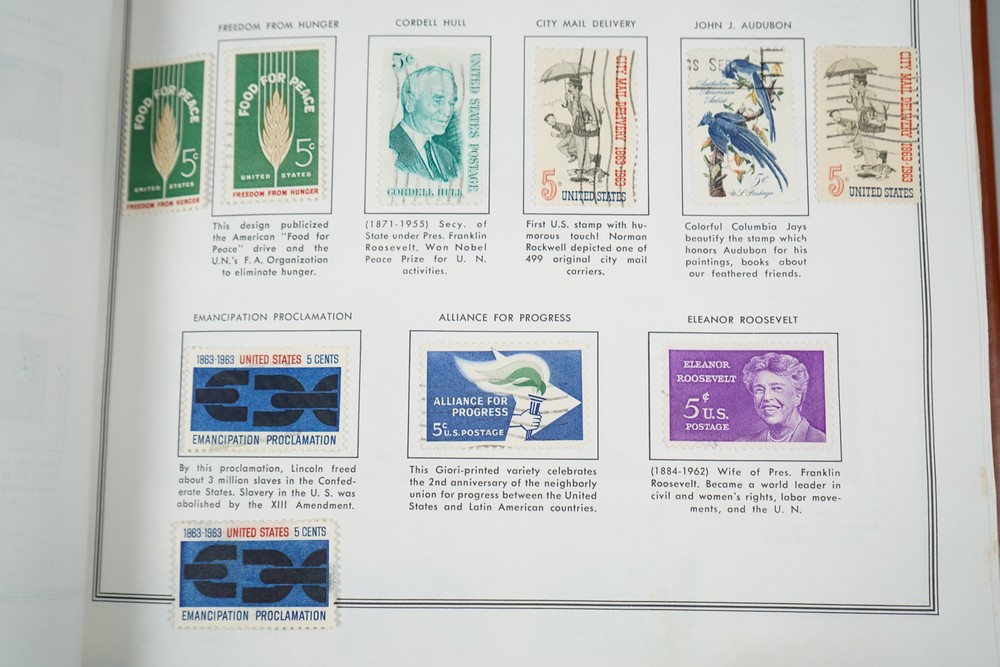 FREEDOM FROM HUNGER
CORDELL HULL
CITY MAIL DELIVERY
JOHN J. AUDUBON
FOOD FOR PEACE
5c
UNITED STATES
FREEDOM FROM HUNGER
FOOD FOR PEACE
5c
UNITED STATES
FREEDOM FROM HUNGER
5c
UNITED STATES POSTAGE
CORDELL HULL
CITY MAIL DELIVERY 1863-1963
5c
UNITED STATES
Audubon
American
Artist
5c
U.S. Postage
CITY MAIL DELIVERY 1863-1963
5c
UNITED STATES
This design publicized
the American "Food for
Peace" drive and the
U.N.'s F. A. Organization
to eliminate hunger.
(1871-1955) Secy. of
State under Pres. Franklin
Roosevelt. Won Nobel
Peace Prize for U. N.
activities.
First U.S. stamp with hu-
morous touch! Norman
Rockwell depicted one of
499 original city mail
carriers.
Colorful Columbia Jays
beautify the stamp which
honors Audubon for his
paintings, books about
our feathered friends.
EMANCIPATION PROCLAMATION
ALLIANCE FOR PROGRESS
ELEANOR ROOSEVELT
1863-1963 UNITED STATES 5 CENTS
EMANCIPATION PROCLAMATION
ALLIANCE FOR
PROGRESS
5c U.S. POSTAGE
ELEANOR
ROOSEVELT
5¢ U.S.
POSTAGE
By this proclamation, Lincoln freed
about 3 million slaves in the Confed-
erate States. Slavery in the U. S. was
abolished by the XIII Amendment.
This Giori-printed variety celebrates
the 2nd anniversary of the neighborly
union for progress between the United
States and Latin American countries.
(1884-1962) Wife of Pres. Franklin
Roosevelt. Became a world leader in
civil and women's rights, labor move-
ments, and the U. N.
1863-1963 UNITED STATES 5 CENTS
EMANCIPATION PROCLAMATION